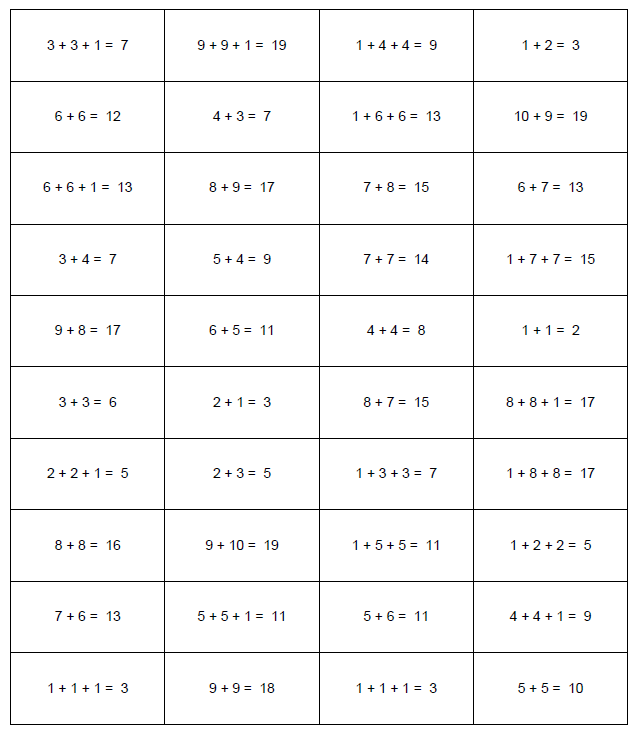 3 + 3 + 1 = 7
9 + 9 + 1 = 19
1 + 4 + 4 = 9
1 + 2 = 3
6 + 6 = 12
4 + 3 = 7
1 + 6 + 6 = 13
10 + 9 = 19
6 + 6 + 1 = 13
8 + 9 = 17
7 + 8 = 15
6 + 7 = 13
3 + 4 = 7
5 + 4 = 9
7 + 7 = 14
1 + 7 + 7 = 15
9 + 8 = 17
6 + 5 = 11
4 + 4 = 8
1 + 1 = 2
3 + 3 = 6
2 + 1 = 3
8 + 7 = 15
8 + 8 + 1 = 17
2 + 2 + 1 = 5
2 + 3 = 5
1 + 3 + 3 = 7
1 + 8 + 8 = 17
8 + 8 = 16
9 + 10 = 19
1 + 5 + 5 = 11
1 + 2 + 2 = 5
7 + 6 = 13
5 + 5 + 1 = 11
5 + 6 = 11
4 + 4 + 1 = 9
1 + 1 + 1 = 3
9 + 9 = 18
1 + 1 + 1 = 3
5 + 5 = 10